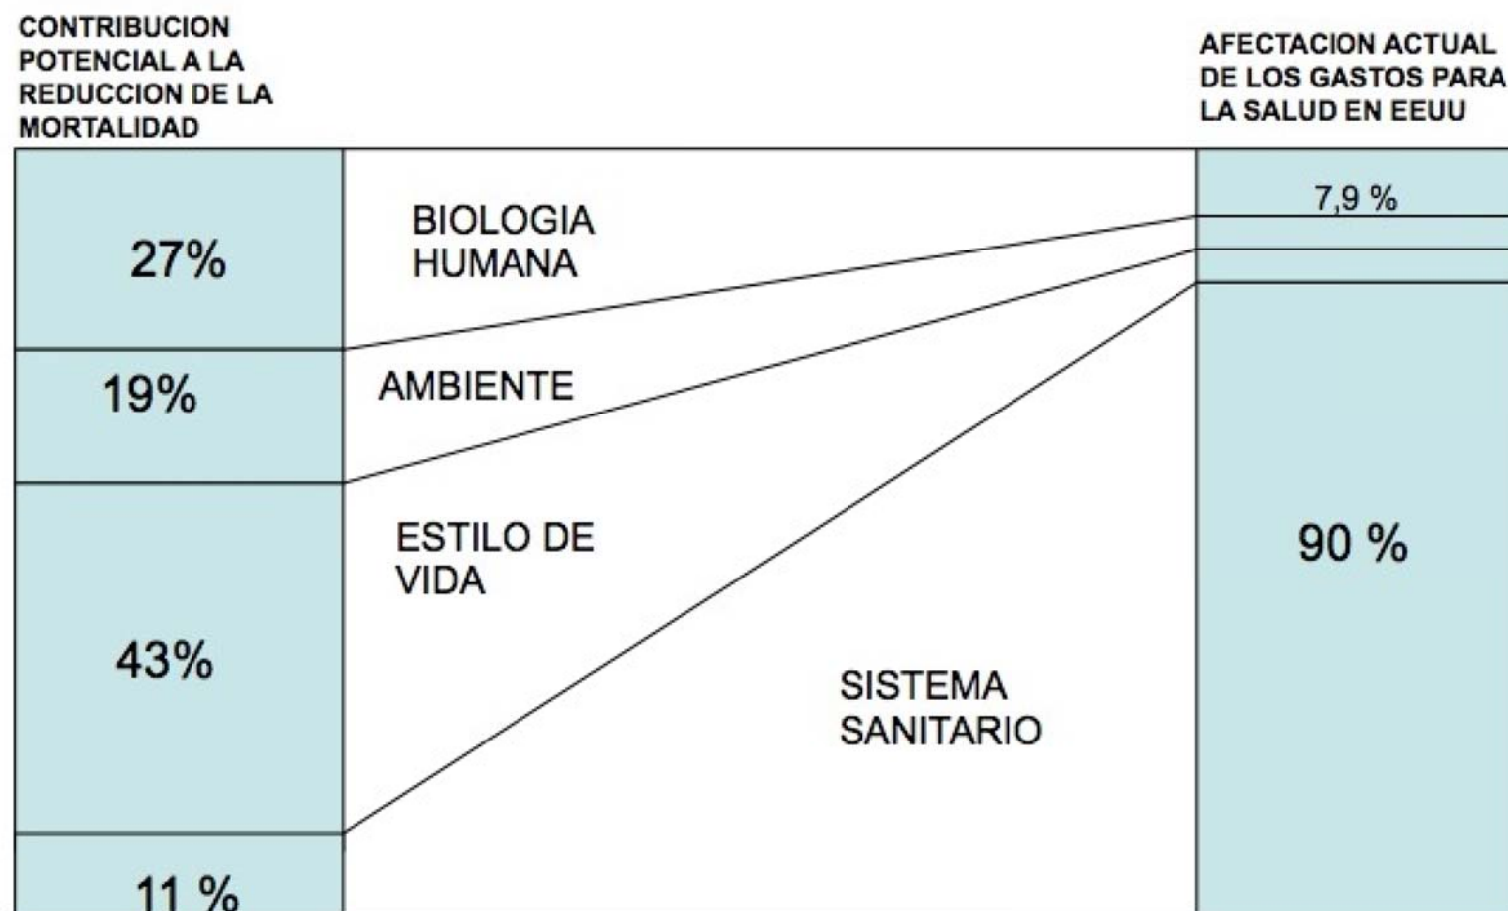 CONTRIBUCION
POTENCIAL A LA
REDUCCION DE LA
MORTALIDAD
AFECTACION ACTUAL
DE LOS GASTOS PARA
LA SALUD EN EEUU
27%
BIOLOGIA
HUMANA
7,9 %
19%
AMBIENTE
43%
ESTILO DE
VIDA
90 %
SISTEMA
SANITARIO
11 %